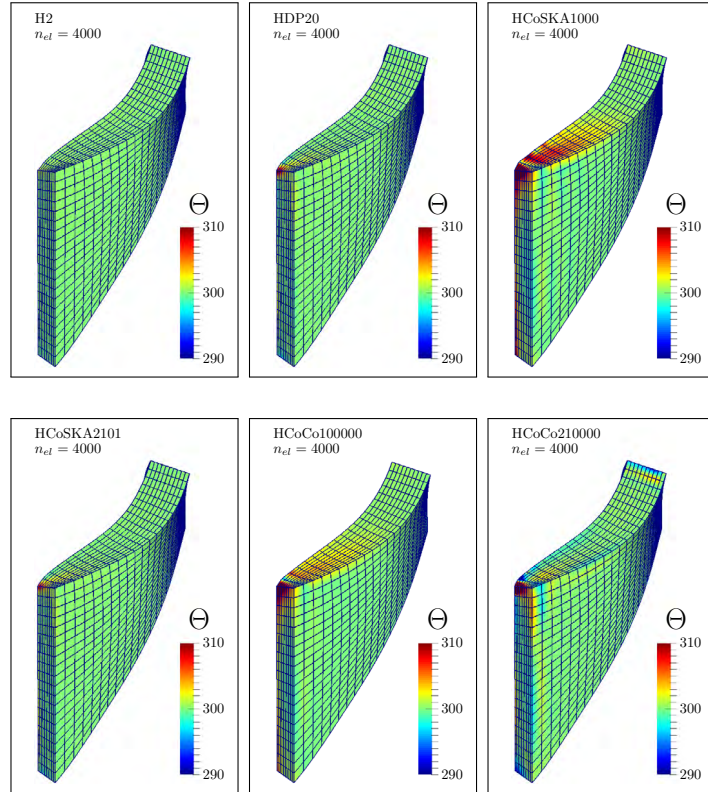 H2
n_{el} = 4000
Θ
310
300
290
HDP20
n_{el} = 4000
Θ
310
300
290
HCoSKA1000
n_{el} = 4000
Θ
310
300
290
HCoSKA2101
n_{el} = 4000
Θ
310
300
290
HCoCo100000
n_{el} = 4000
Θ
310
300
290
HCoCo210000
n_{el} = 4000
Θ
310
300
290